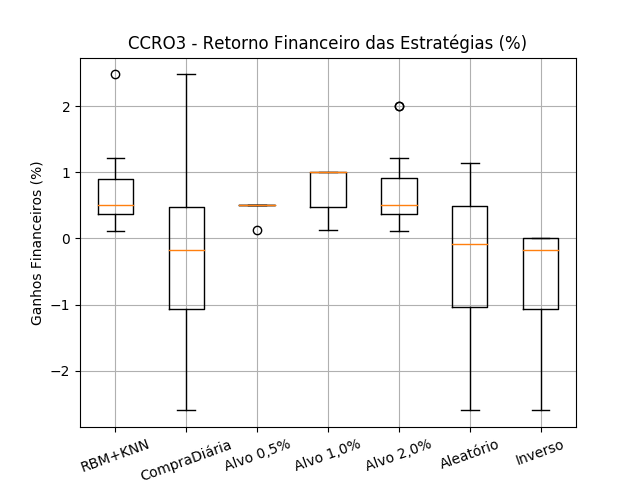 CCRO3 - Retorno Financeiro das Estratégias (%)
Ganhos Financeiros (%)
2
1
0
−1
−2
RBM+KNN
CompraDiária
Alvo 0,5%
Alvo 1,0%
Alvo 2,0%
Aleatório
Inverso